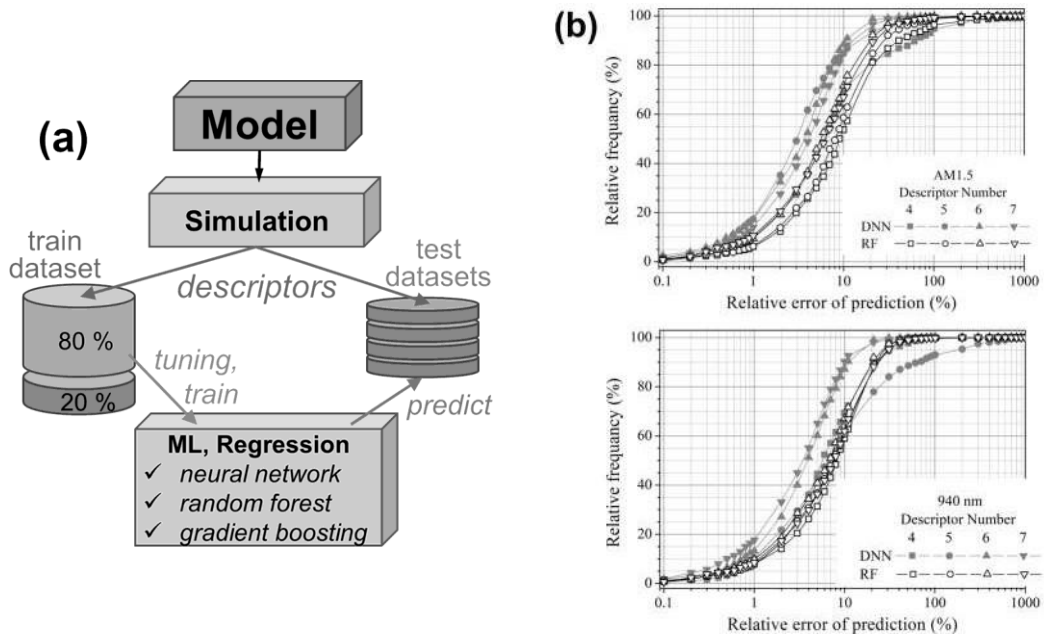 (a)
Model
Simulation
train
dataset
test
datasets
descriptors
80 %
20 %
tuning,
train
predict
ML, Regression
✓ neural network
✓ random forest
✓ gradient boosting
(b)
Relative frequancy (%)
100
80
60
40
20
0
AM1.5
Descriptor Number
4 5 6 7
DNN
RF
0.1 1 10 100 1000
Relative error of prediction (%)
Relative frequancy (%)
100
80
60
40
20
0
940 nm
Descriptor Number
4 5 6 7
DNN
RF
0.1 1 10 100 1000
Relative error of prediction (%)